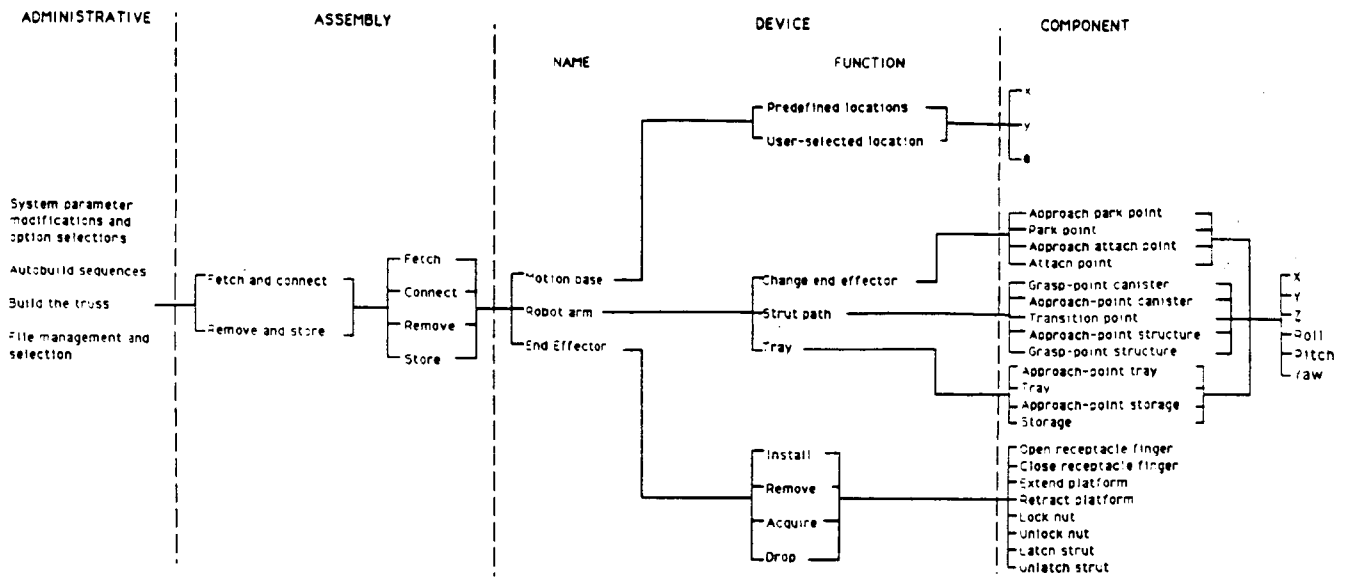 ADMINISTRATIVE
ASSEMBLY
DEVICE
COMPONENT
NAME
FUNCTION
System parameter
modifications and
option selections
Autobuild sequences
Build the truss
File management and
selection
Fetch and connect
Remove and store
Fetch
Connect
Remove
Store
Motion base
Robot arm
End Effector
Predefined locations
User-selected location
Change end effector
Strut path
Tray
Install
Remove
Acquire
Drop
x
y
Approach park point
Park point
Approach attach point
Attach point
Grasp-point canister
Approach-point canister
Transition point
Approach-point structure
Grasp-point structure
Approach-point tray
Tray
Approach-point storage
Storage
Open receptacle finger
Close receptacle finger
Extend platform
Retract platform
Lock nut
Unlock nut
Latch strut
Unlatch strut
X
Y
Z
Roll
Pitch
Yaw